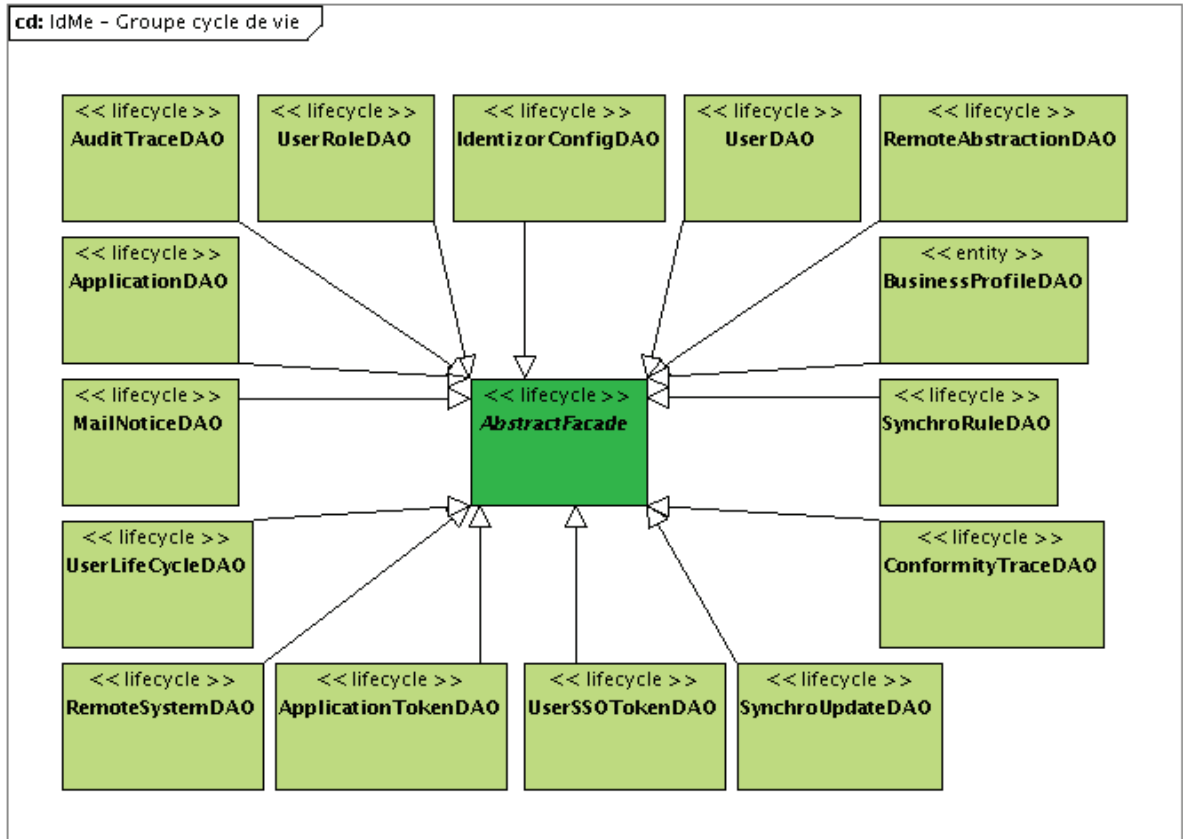 cd: IdMe - Groupe cycle de vie
<< lifecycle >>
AuditTraceDAO
<< lifecycle >>
UserRoleDAO
<< lifecycle >>
IdentizorConfigDAO
<< lifecycle >>
UserDAO
<< lifecycle >>
RemoteAbstractionDAO
<< lifecycle >>
ApplicationDAO
<< entity >>
BusinessProfileDAO
<< lifecycle >>
MailNoticeDAO
<< lifecycle >>
AbstractFacade
<< lifecycle >>
SynchroRuleDAO
<< lifecycle >>
UserLifeCycleDAO
<< lifecycle >>
ConformityTraceDAO
<< lifecycle >>
RemoteSystemDAO
<< lifecycle >>
ApplicationTokenDAO
<< lifecycle >>
UserSSOTokenDAO
<< lifecycle >>
SynchroUpdateDAO